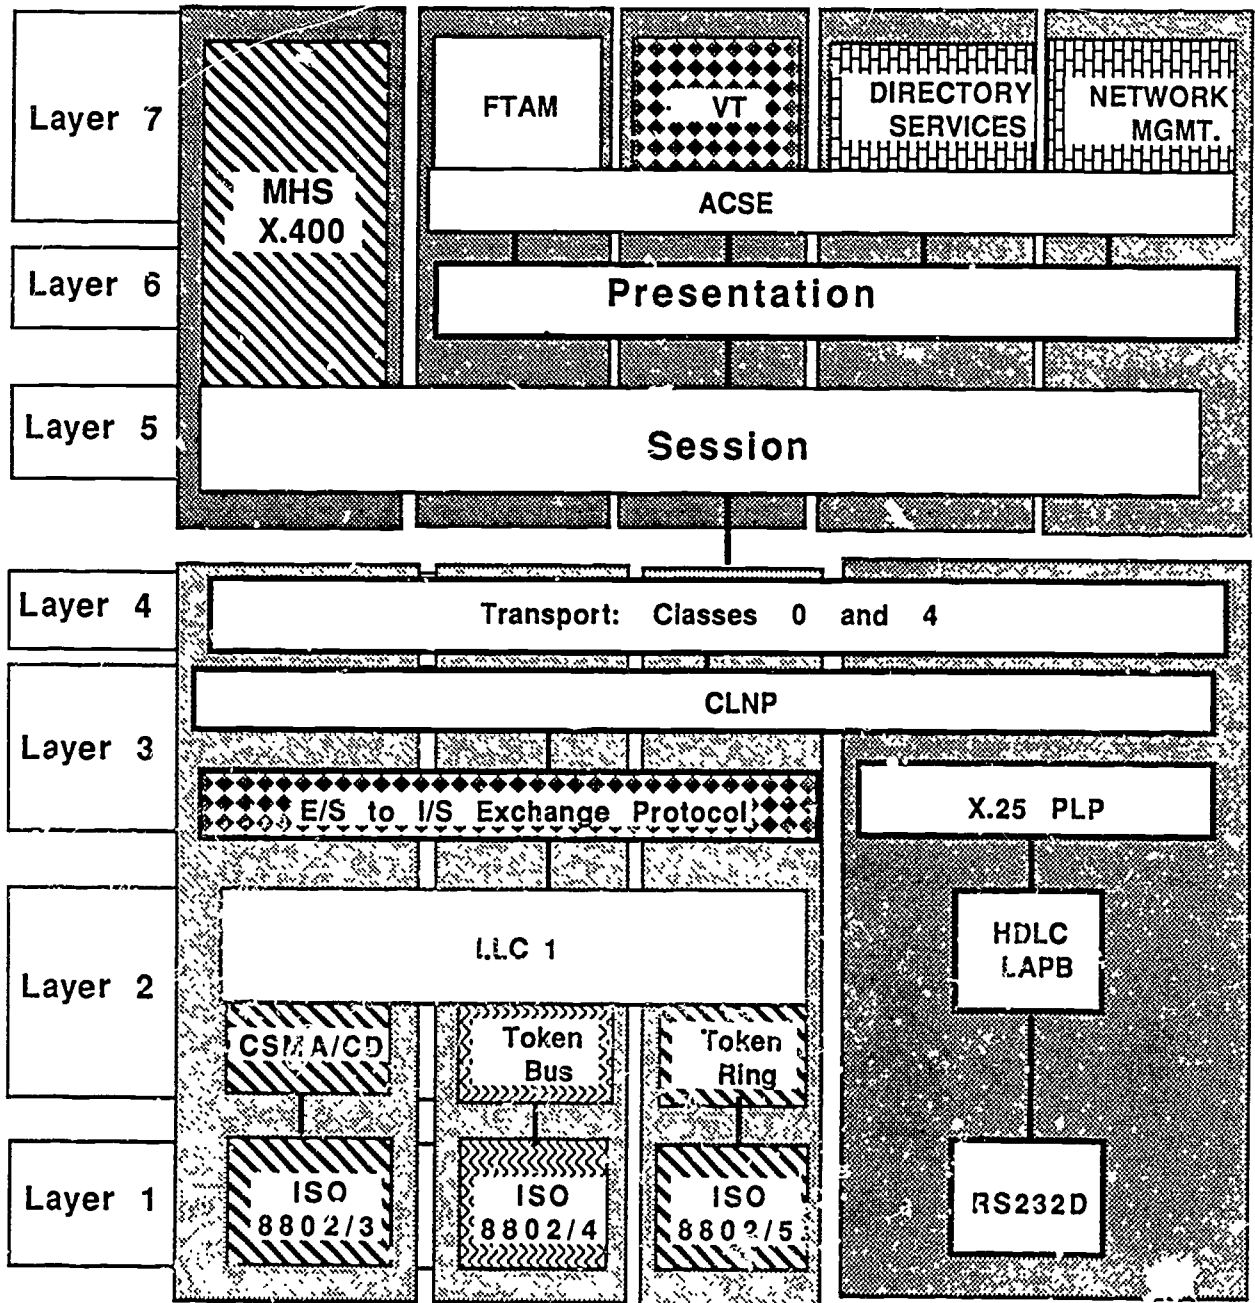 Layer 7
MHS
X.400
FTAM
VT
DIRECTORY
SERVICES
NETWORK
MGMT.
ACSE
Layer 6
Presentation
Layer 5
Session
Layer 4
Transport: Classes 0 and 4
Layer 3
CLNP
E/S to I/S Exchange Protocol
X.25 PLP
Layer 2
LLC 1
HDLC
LAPB
CSMA/CD
Token
Bus
Token
Ring
Layer 1
ISO
8802/3
ISO
8802/4
ISO
8802/5
RS232D